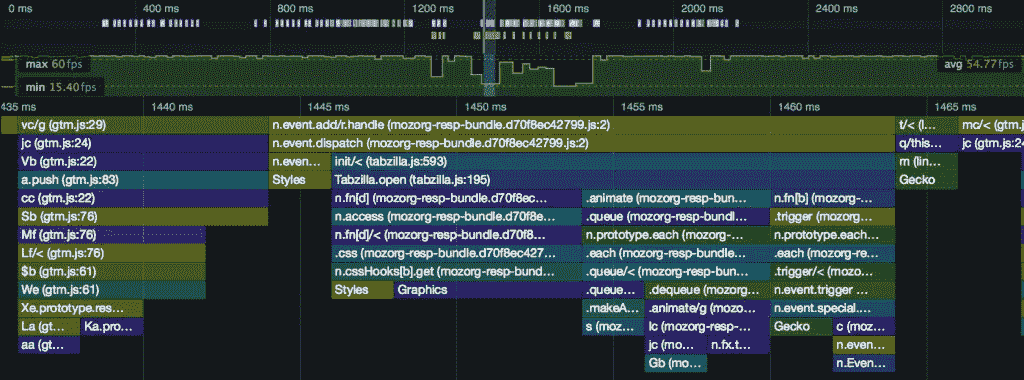 0 ms 400 ms 800 ms 1200 ms 1600 ms 2000 ms 2400 ms 2800 ms
max 60fps avg 54.77fps
min 15.40fps
435 ms 1440 ms 1445 ms 1450 ms 1455 ms 1460 ms 1465 ms
vc/g (gtm.js:29) n.event.add/r.handle (mozorg-resp-bundle.d70f8ec42799.js:2) t/< (l... mc/< (gtm.js...
jc (gtm.js:24) n.event.dispatch (mozorg-resp-bundle.d70f8ec42799.js:2) q/this... jc (gtm.js:24
Vb (gtm.js:22) n.even... init/< (tabzilla.js:593) m (lin...
a.push (gtm.js:83) Styles Tabzilla.open (tabzilla.js:195) Gecko
cc (gtm.js:22) n.fn[d] (mozorg-resp-bundle.d70f8ec... .animate (mozorg-resp-bun... n.fn[b] (mozorg...
Sb (gtm.js:76) n.access (mozorg-resp-bundle.d70f8e... .queue (mozorg-resp-bundl... .trigger (mozorg...
Mf (gtm.js:76) n.fn[d]/< (mozorg-resp-bundle.d70f8... n.prototype.each (mozorg-... n.prototype.each...
Lf/< (gtm.js:76) .css (mozorg-resp-bundle.d70f8ec427... .each (mozorg-resp-bundle... .each (mozorg-re...
$b (gtm.js:61) n.cssHooks[b].get (mozorg-resp-bund... .queue/< (mozorg-resp-bun... .trigger/< (mozo...
We (gtm.js:61) Styles Graphics .queue... .dequeue (mozorg... n.event.trigger ...
Xe.prototype.res... .makeA... .animate/g (mozo... n.event.special....
La (gt... Ka.pro... s (moz... lc (mozorg-resp-... Gecko c (moz...
aa (gt... jc (mo... n.fx.t... n.even...
Gb (mo... n.Even...